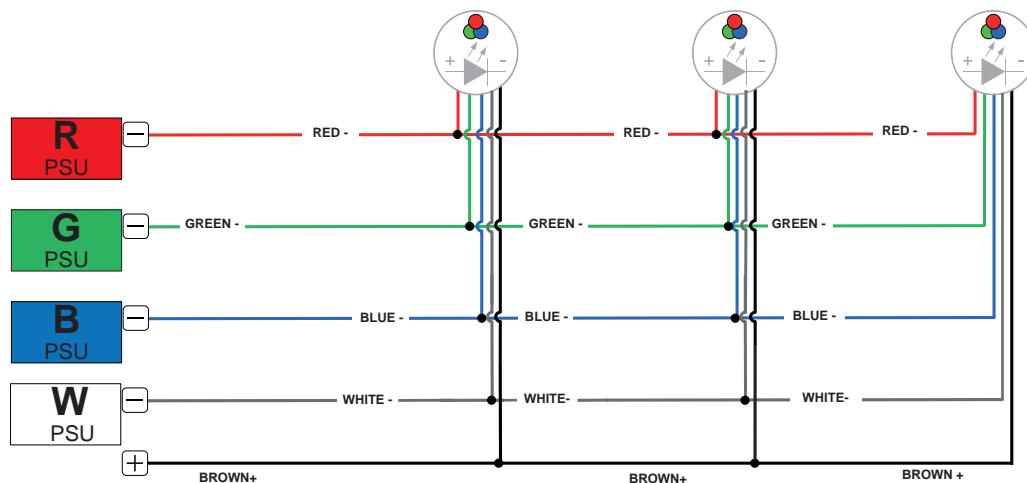 + -
+ -
+ -
R
PSU
−
RED -
RED -
RED -
G
PSU
−
GREEN -
GREEN -
GREEN -
B
PSU
−
BLUE -
BLUE -
BLUE -
W
PSU
−
WHITE -
WHITE-
WHITE-
+
BROWN+
BROWN+
BROWN +